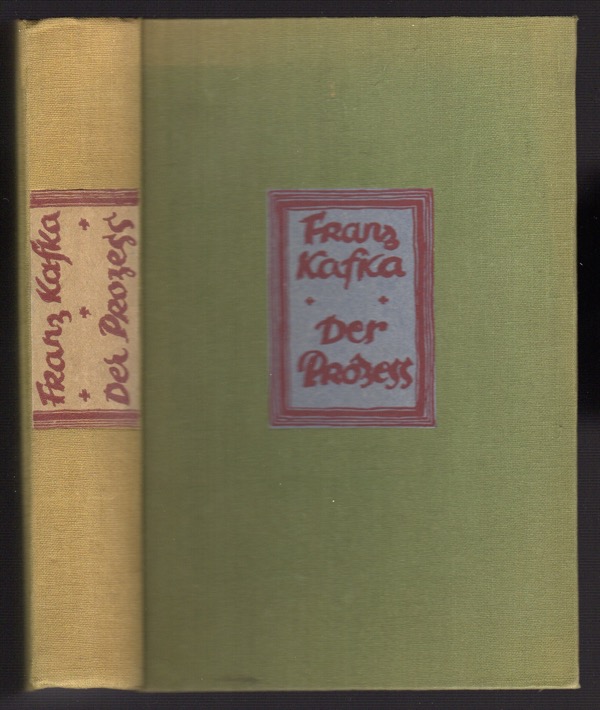 Franz Kafka
Der Prozess
Franz
Kafka
Der
Prozess